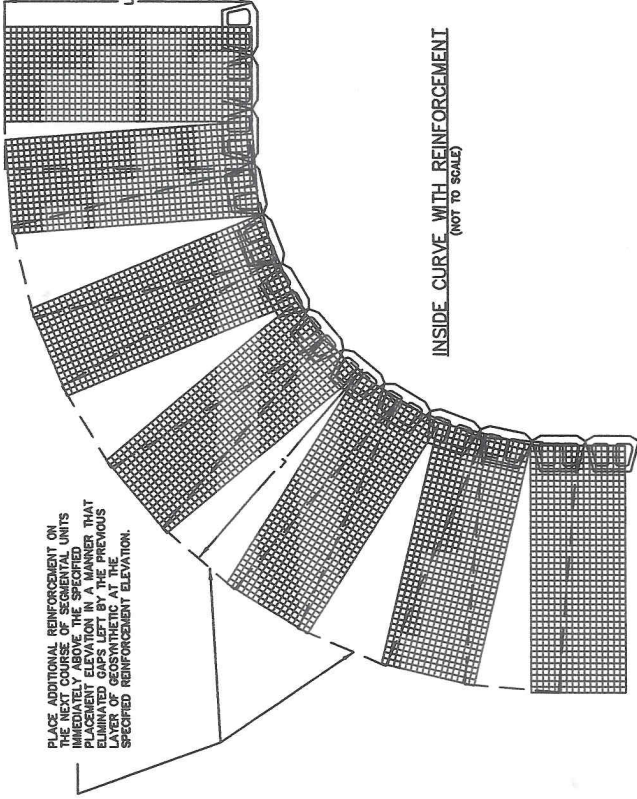 PLACE ADDITIONAL REINFORCEMENT ON
THE NEXT COURSE OF SEGMENTAL UNITS
IMMEDIATELY ABOVE THE SPECIFIED
PLACEMENT ELEVATION IN A MANNER THAT
ELIMINATED GAPS LEFT BY THE PREVIOUS
LAYER OF GEOSYNTHETIC AT THE
SPECIFIED REINFORCEMENT ELEVATION.
L
L
INSIDE CURVE WITH REINFORCEMENT
(NOT TO SCALE)